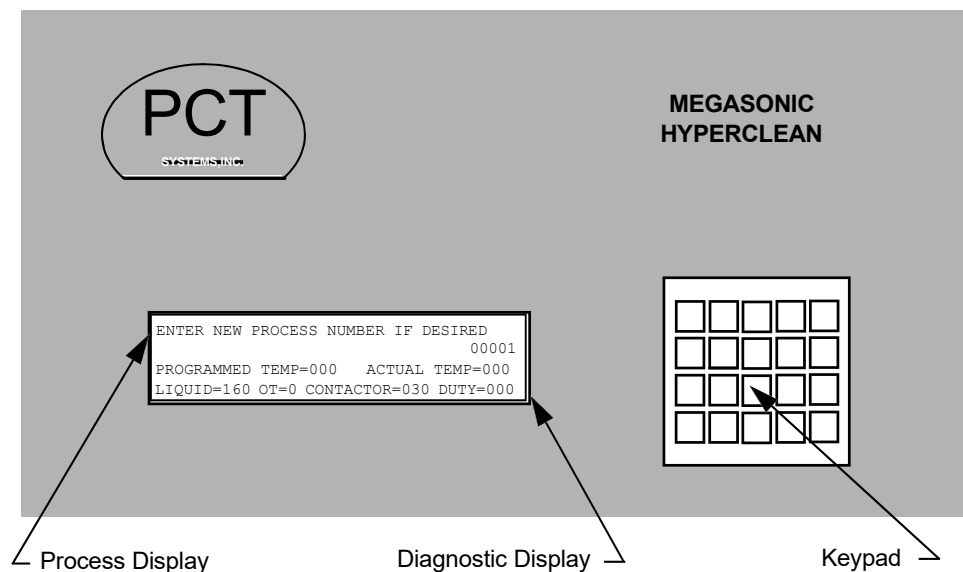 PCT
SYSTEMS,INC.
MEGASONIC
HYPERCLEAN
ENTER NEW PROCESS NUMBER IF DESIRED
00001
PROGRAMMED TEMP=000 ACTUAL TEMP=000
LIQUID=160 OT=0 CONTACTOR=030 DUTY=000
Process Display
Diagnostic Display
Keypad